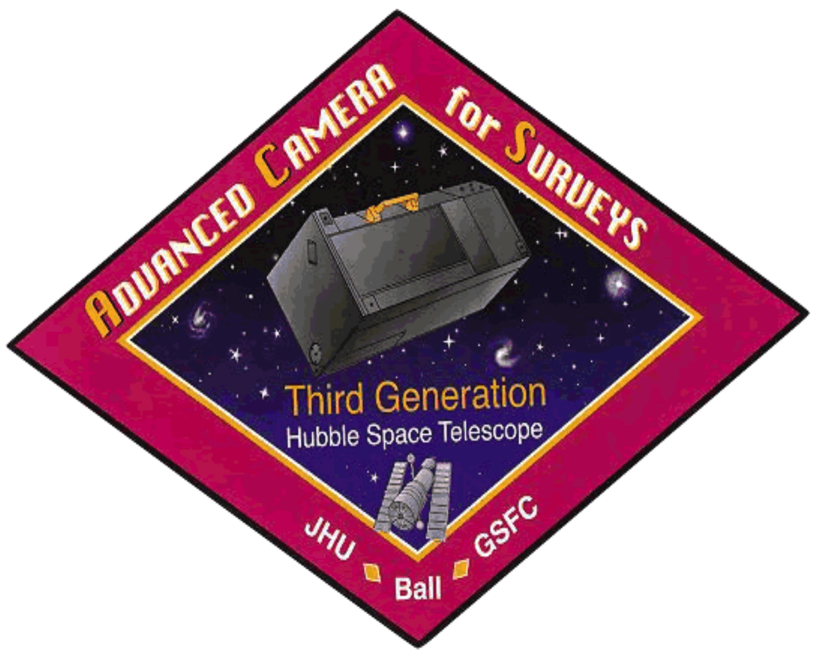 ADVANCED CAMERA for SURVEYS
Third Generation
Hubble Space Telescope
JHU Ball GSFC